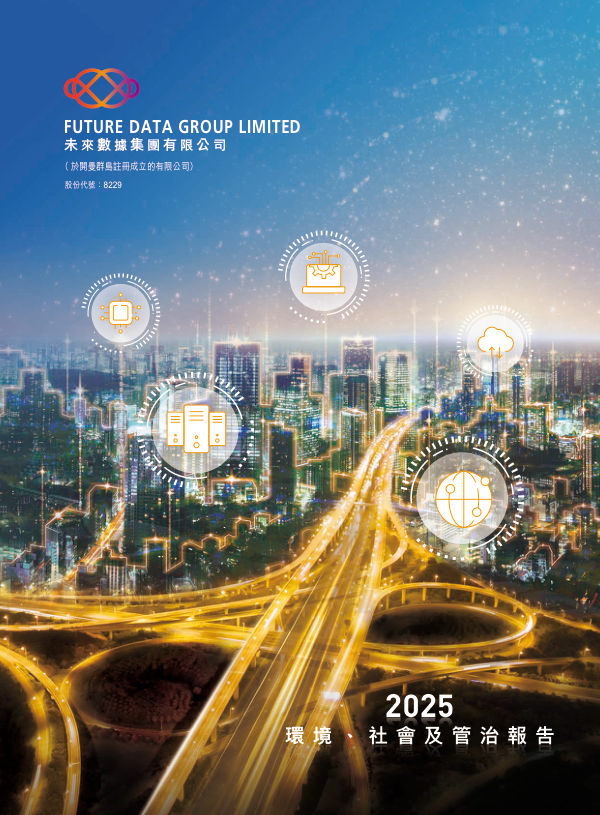 FUTURE DATA GROUP LIMITED
未來數據集團有限公司
（於開曼群島註冊成立的有限公司）
股份代號：8229
2025
環境、社會及管治報告